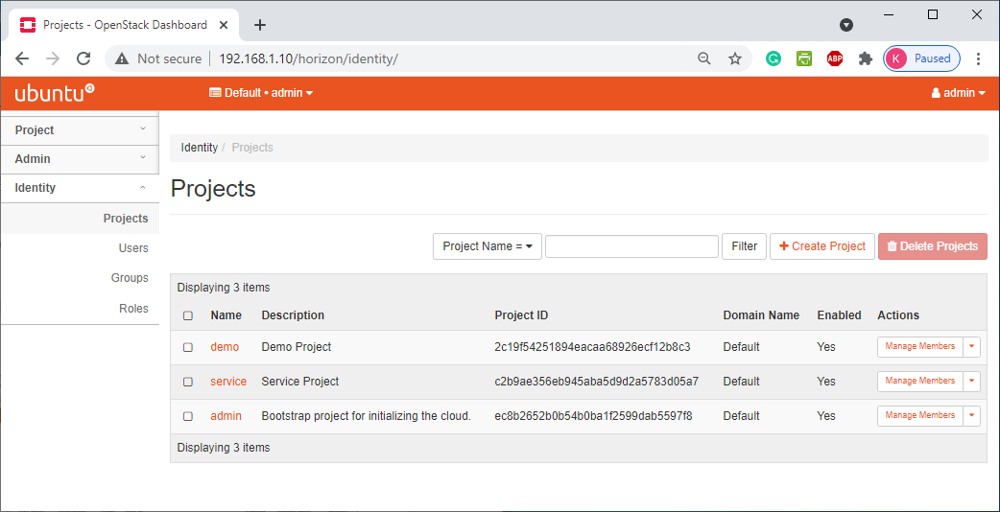 Projects - OpenStack Dashboard
Not secure 192.168.1.10/horizon/identity/
ABP
K Paused
ubuntu Default • admin admin
Project
Admin
Identity
Projects
Users
Groups
Roles
Identity / Projects
Projects
Project Name = Filter + Create Project Delete Projects
Displaying 3 items
Name Description Project ID Domain Name Enabled Actions
demo Demo Project 2c19f54251894eacaa68926ecf12b8c3 Default Yes Manage Members
service Service Project c2b9ae356eb945aba5d9d2a5783d05a7 Default Yes Manage Members
admin Bootstrap project for initializing the cloud. ec8b2652b0b54b0ba1f2599dab5597f8 Default Yes Manage Members
Displaying 3 items